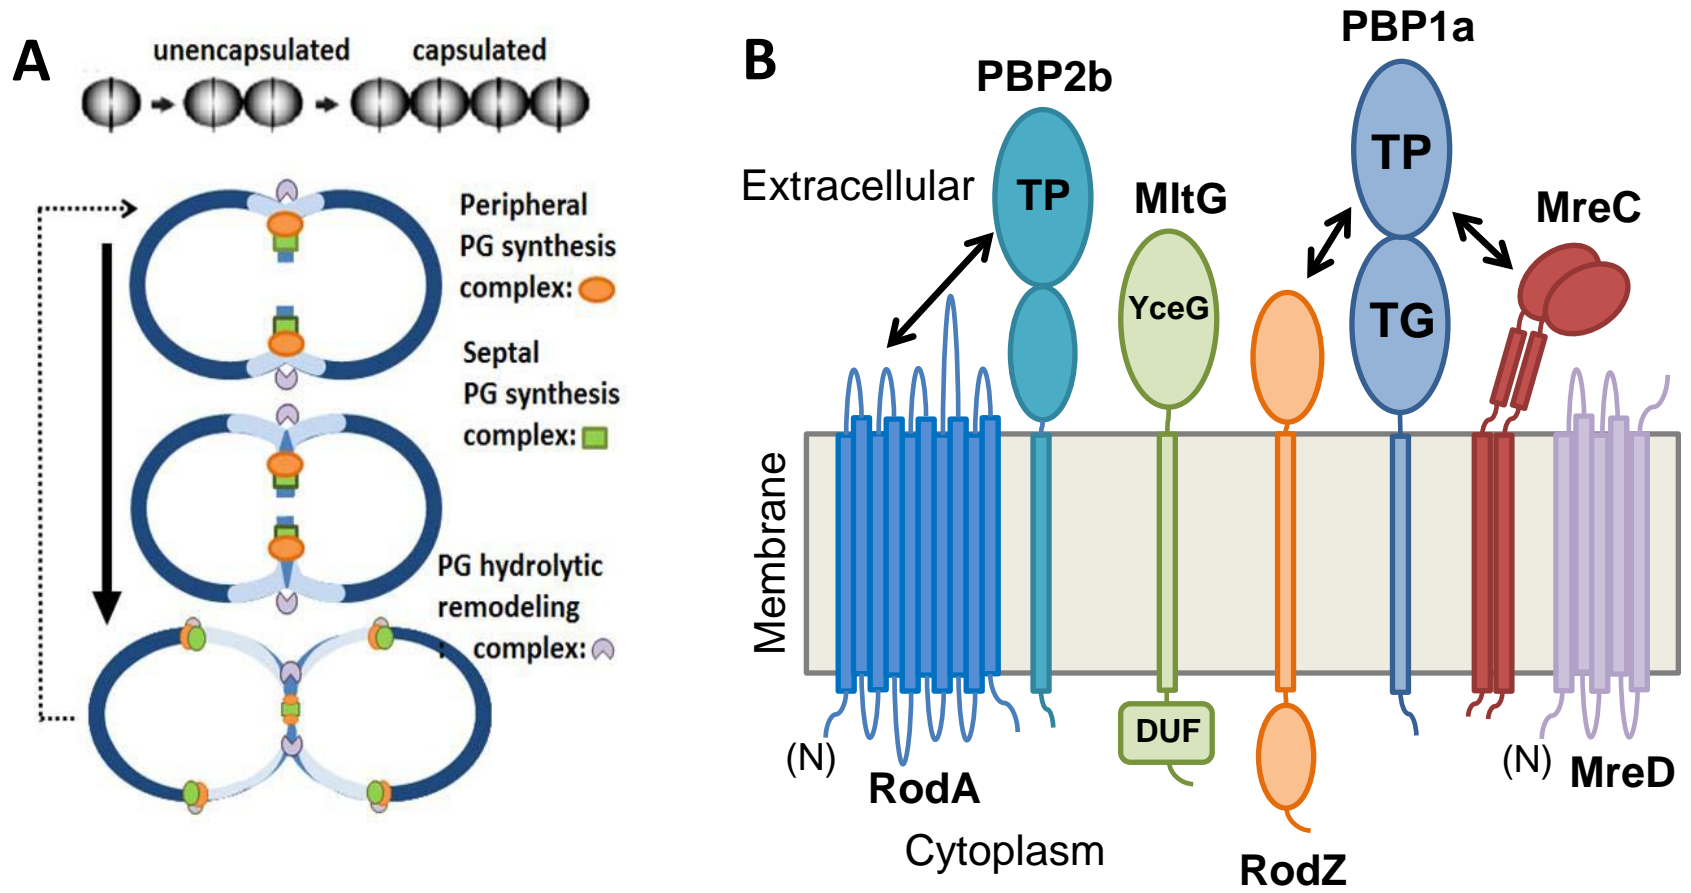 A
unencapsulated
capsulated
Peripheral
PG synthesis
complex:
Septal
PG synthesis
complex:
PG hydrolytic
remodeling
: complex:
B
PBP1a
PBP2b
TP
Extracellular
TP
MltG
MreC
YceG
TG
Membrane
DUF
(N)
RodA
(N)
MreD
Cytoplasm
RodZ